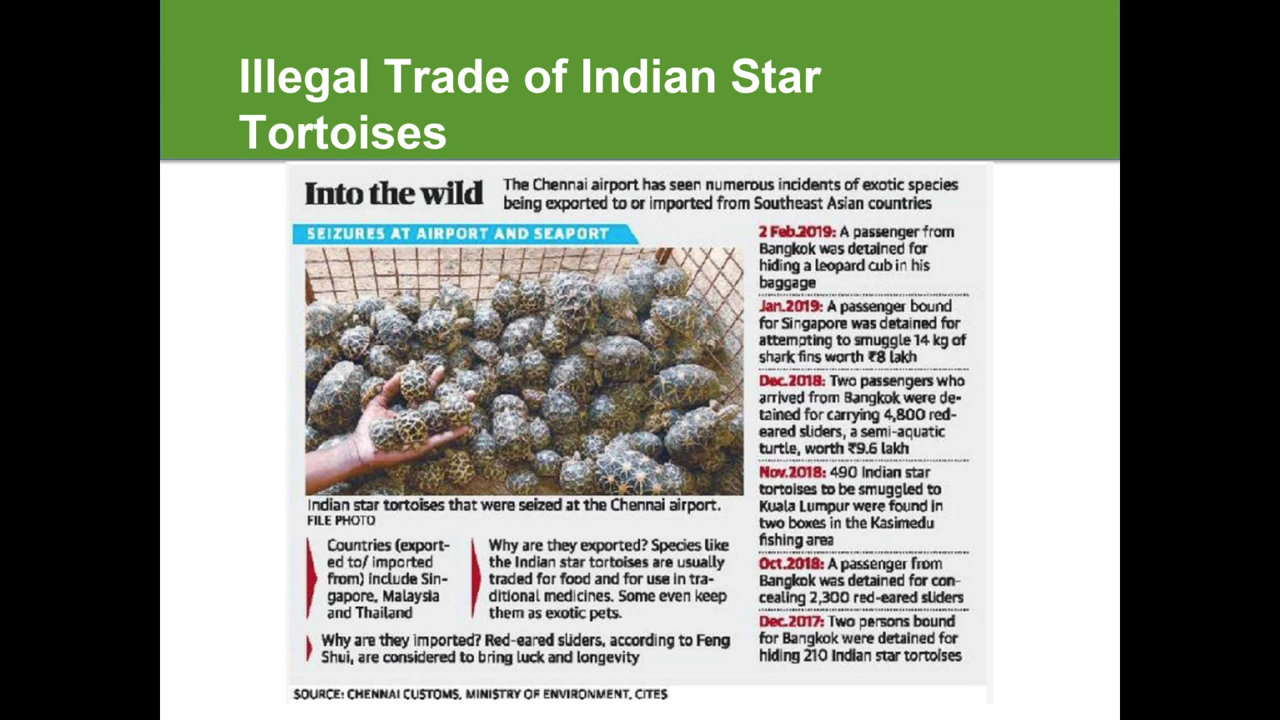 Illegal Trade of Indian Star
Tortoises
Into the wild
The Chennai airport has seen numerous incidents of exotic species
being exported to or imported from Southeast Asian countries
SEIZURES AT AIRPORT AND SEAPORT
Indian star tortoises that were seized at the Chennai airport.
FILE PHOTO
Countries (export-
ed to/ imported
from) include Sin-
gapore, Malaysia
and Thailand
Why are they exported? Species like
the Indian star tortoises are usually
traded for food and for use in tra-
ditional medicines. Some even keep
them as exotic pets.
Why are they imported? Red-eared sliders, according to Feng
Shui, are considered to bring luck and longevity
2 Feb.2019: A passenger from
Bangkok was detained for
hiding a leopard cub in his
baggage
Jan.2019: A passenger bound
for Singapore was detained for
attempting to smuggle 14 kg of
shark fins worth ₹8 lakh
Dec.2018: Two passengers who
arrived from Bangkok were de-
tained for carrying 4,800 red-
eared sliders, a semi-aquatic
turtle, worth ₹9.6 lakh
Nov.2018: 490 Indian star
tortoises to be smuggled to
Kuala Lumpur were found in
two boxes in the Kasimedu
fishing area
Oct.2018: A passenger from
Bangkok was detained for con-
cealing 2,300 red-eared sliders
Dec.2017: Two persons bound
for Bangkok were detained for
hiding 210 Indian star tortoises
SOURCE: CHENNAI CUSTOMS, MINISTRY OF ENVIRONMENT, CITES